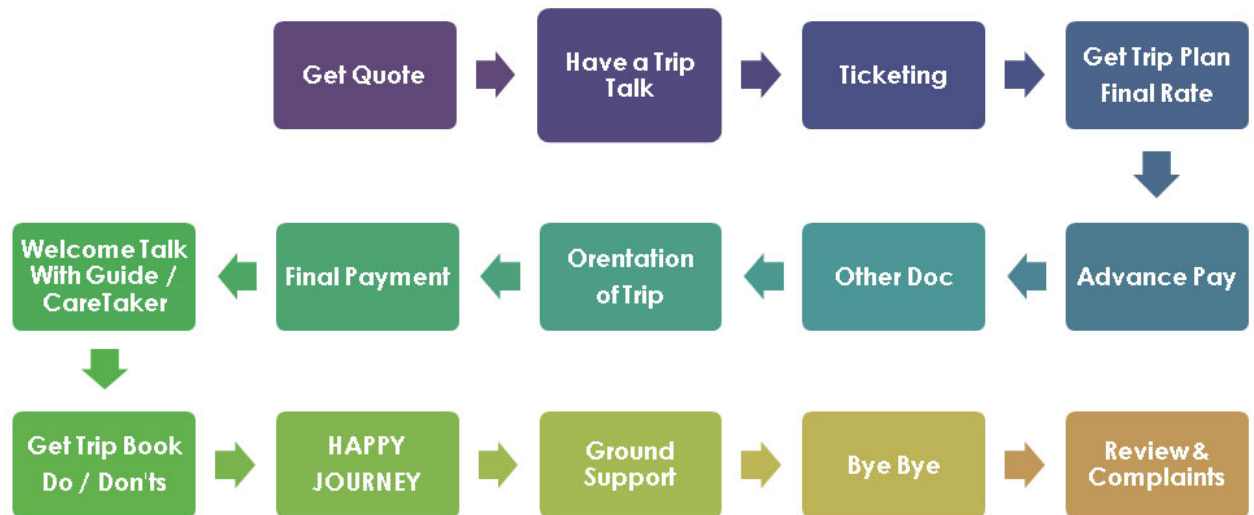 Get Quote
Have a Trip
Talk
Ticketing
Get Trip Plan
Final Rate
Advance Pay
Other Doc
Orentation
of Trip
Final Payment
Welcome Talk
With Guide /
CareTaker
Get Trip Book
Do / Don'ts
HAPPY
JOURNEY
Ground
Support
Bye Bye
Review &
Complaints